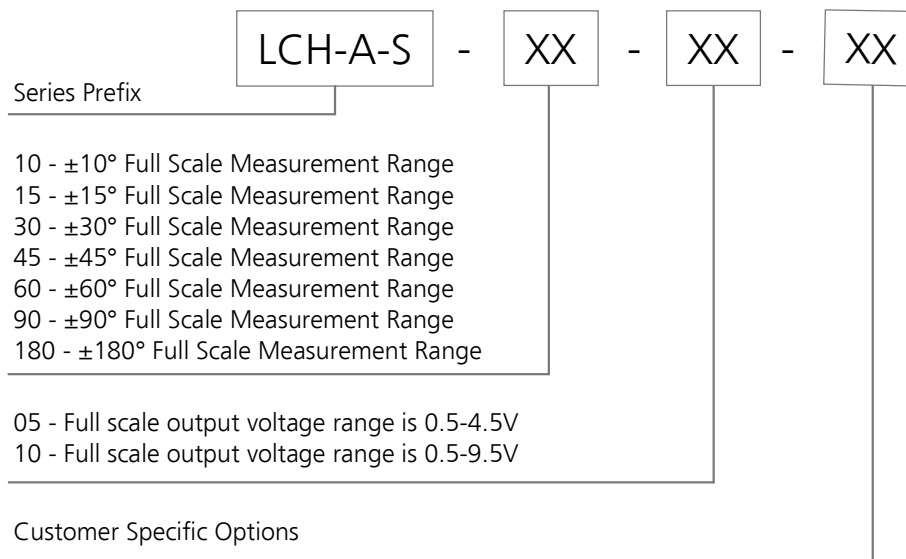 LCH-A-S - XX - XX - XX
Series Prefix
10 - ±10° Full Scale Measurement Range
15 - ±15° Full Scale Measurement Range
30 - ±30° Full Scale Measurement Range
45 - ±45° Full Scale Measurement Range
60 - ±60° Full Scale Measurement Range
90 - ±90° Full Scale Measurement Range
180 - ±180° Full Scale Measurement Range
05 - Full scale output voltage range is 0.5-4.5V
10 - Full scale output voltage range is 0.5-9.5V
Customer Specific Options